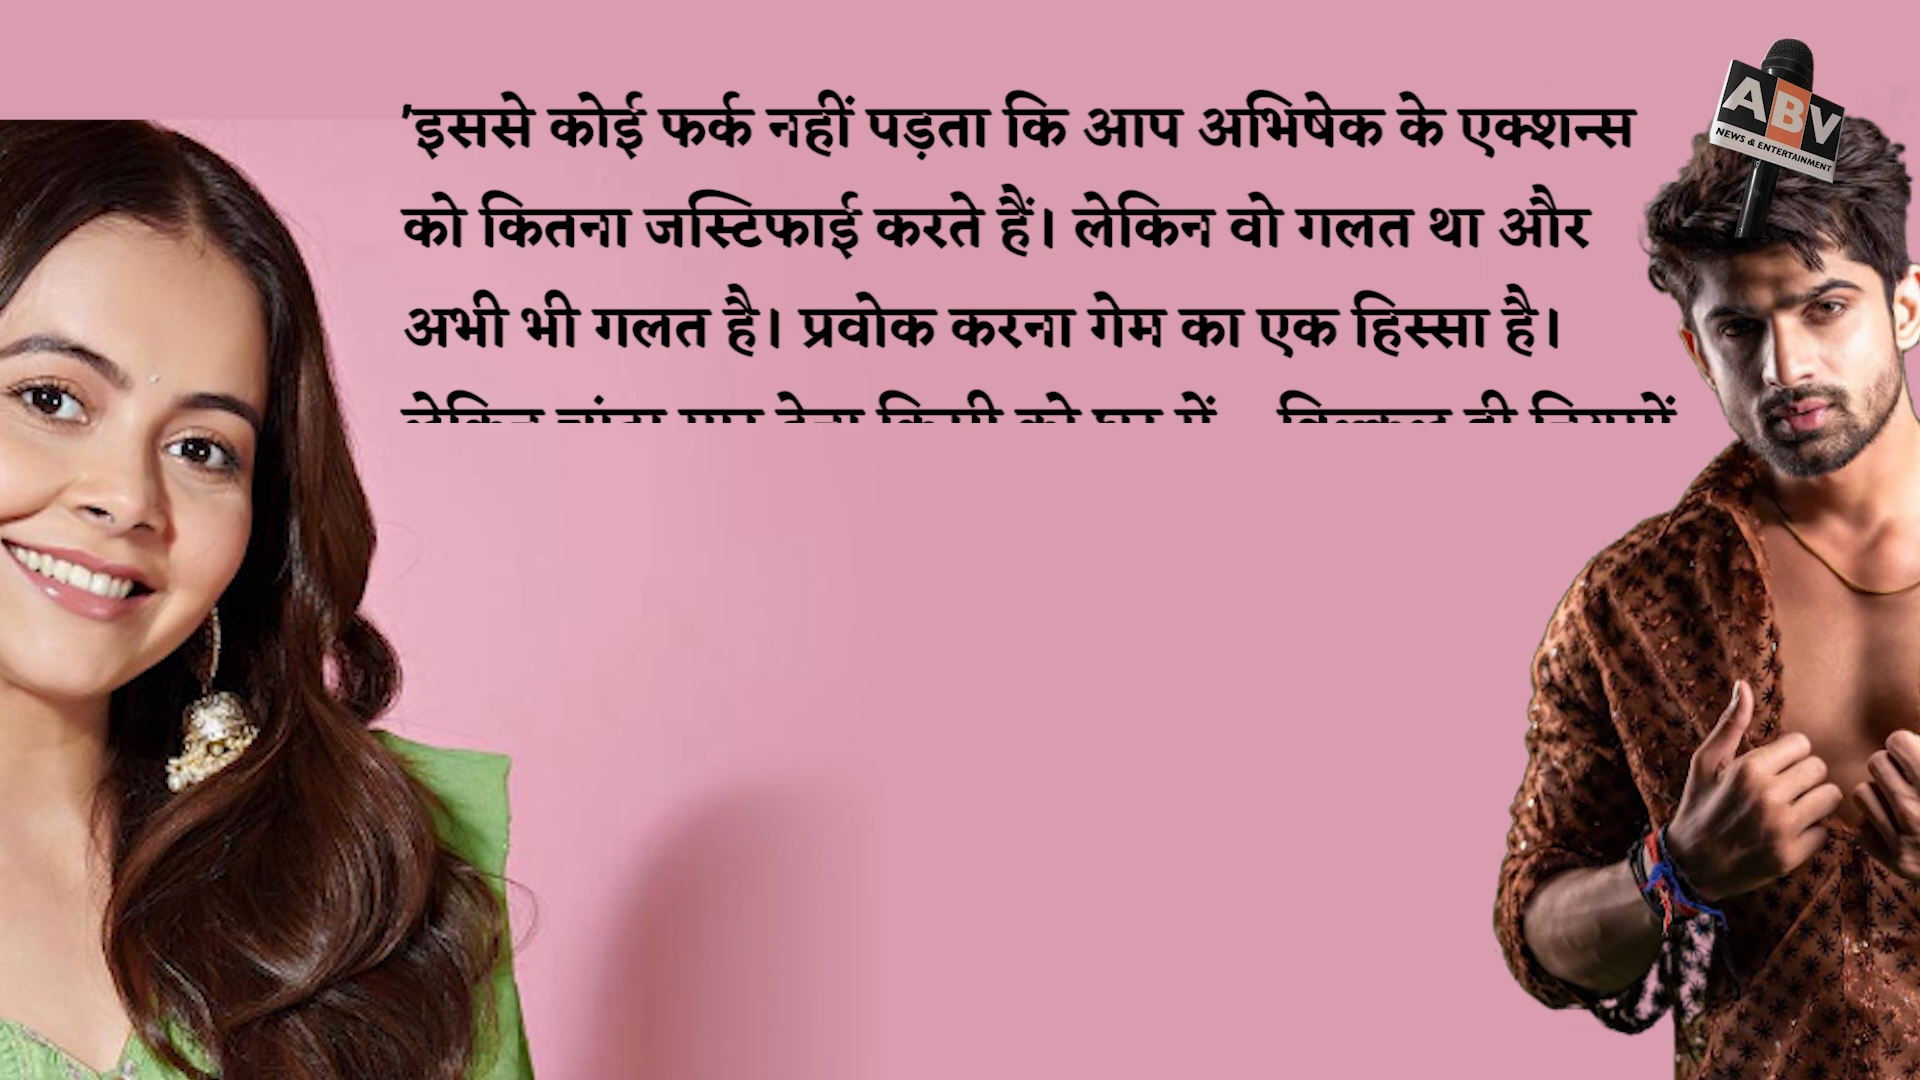 'इससे कोई फर्क नहीं पड़ता कि आप अभिषेक के एक्शन्स
को कितना जस्टिफाई करते हैं। लेकिन वो गलत था और
अभी भी गलत है। प्रवोक करना गेम का एक हिस्सा है।
ABV
NEWS & ENTERTAINMENT